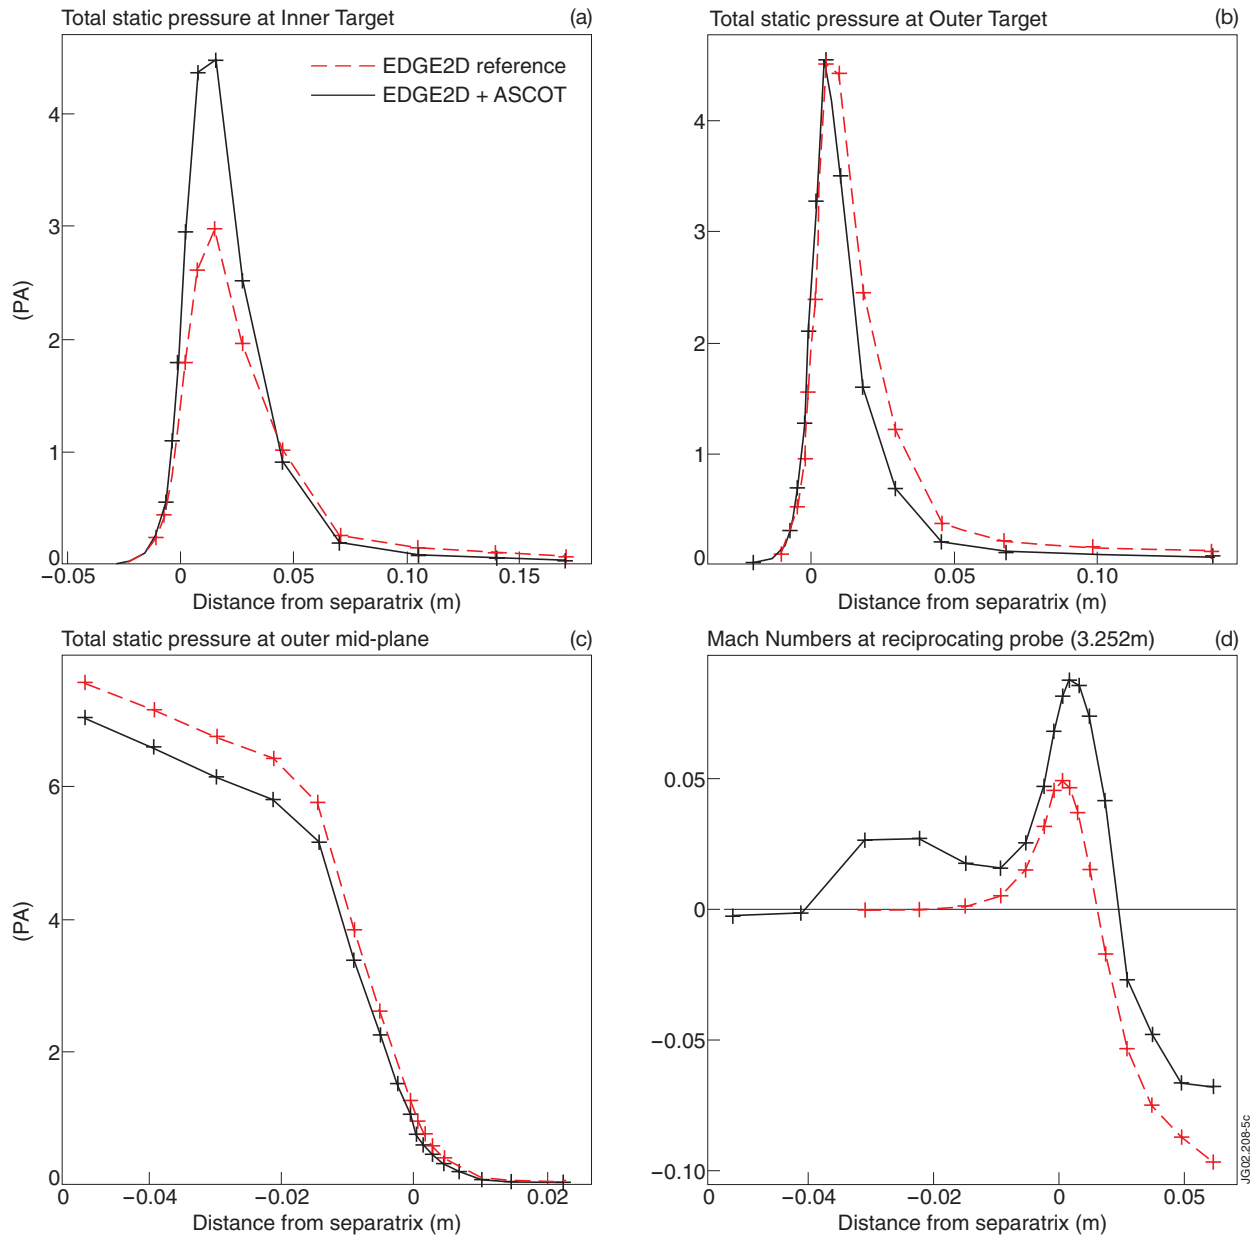 Total static pressure at Inner Target (a)
EDGE2D reference
EDGE2D + ASCOT
(PA)
4
3
2
1
0
−0.05 0 0.05 0.10 0.15
Distance from separatrix (m)
Total static pressure at Outer Target (b)
4
3
2
1
0
0 0.05 0.10
Distance from separatrix (m)
Total static pressure at outer mid-plane (c)
(PA)
6
4
2
0
0 −0.04 −0.02 0 0.02
Distance from separatrix (m)
Mach Numbers at reciprocating probe (3.252m) (d)
0.05
0
−0.05
−0.10
0 −0.04 −0.02 0 0.05
Distance from separatrix (m)
JG02.208-5c